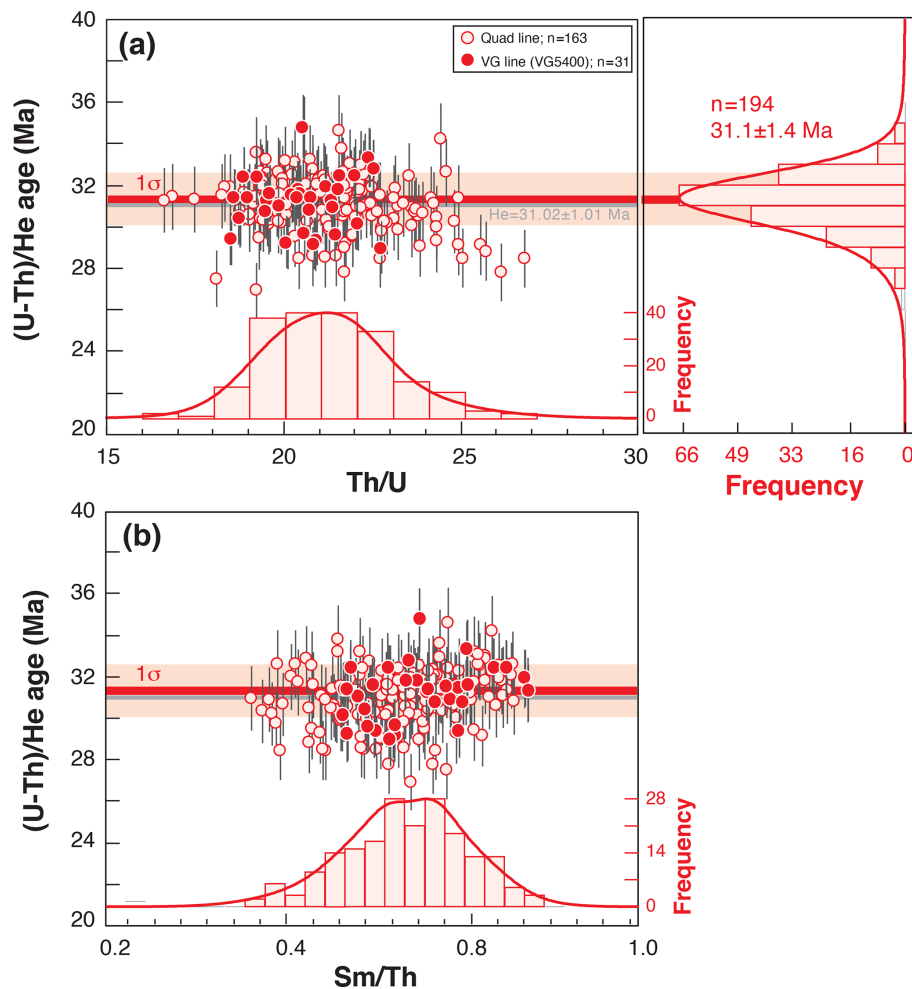 (a)
Quad line; n=163
VG line (VG5400); n=31
n=194
31.1±1.4 Ma
1σ
He=31.02±1.01 Ma
(U-Th)/He age (Ma)
40
36
32
28
24
20
15
20
25
30
Th/U
40
20
0
Frequency
66
49
33
16
0
Frequency
(b)
1σ
(U-Th)/He age (Ma)
40
36
32
28
24
20
0.2
0.4
0.8
1.0
Sm/Th
28
14
0
Frequency